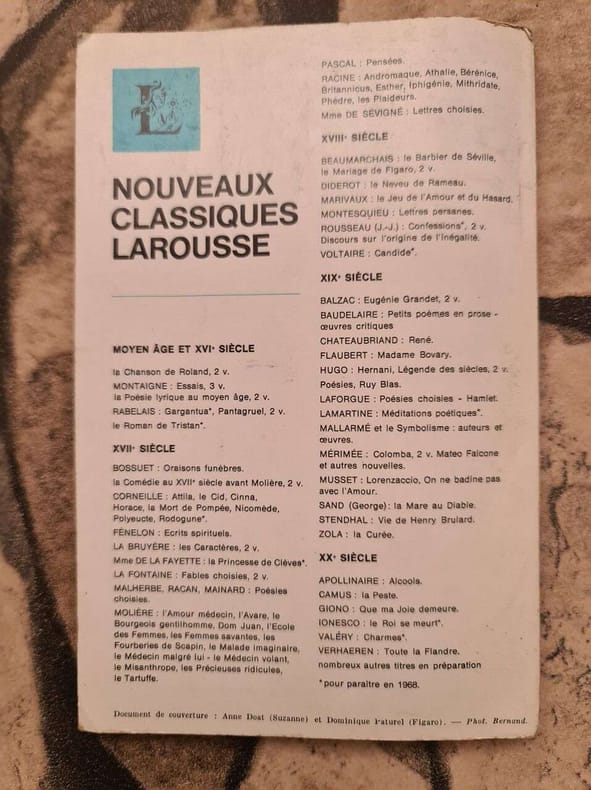 L
NOUVEAUX
CLASSIQUES
LAROUSSE
MOYEN ÂGE ET XVIᵉ SIÈCLE
la Chanson de Roland, 2 v.
MONTAIGNE : Essais, 3 v.
la Poésie lyrique au moyen âge, 2 v.
RABELAIS : Gargantua*, Pantagruel, 2 v.
le Roman de Tristan*.
XVIIᵉ SIÈCLE
BOSSUET : Oraisons funèbres.
la Comédie au XVIIᵉ siècle avant Molière, 2 v.
CORNEILLE : Attila, le Cid, Cinna,
Horace, la Mort de Pompée, Nicomède,
Polyeucte, Rodogune*.
FÉNELON : Ecrits spirituels.
LA BRUYÈRE : les Caractères, 2 v.
Mme DE LA FAYETTE : la Princesse de Clèves*.
LA FONTAINE : Fables choisies, 2 v.
MALHERBE, RACAN, MAINARD : Poésies
choisies.
MOLIÈRE : l'Amour médecin, l'Avare, le
Bourgeois gentilhomme, Dom Juan, l'Ecole
des Femmes, les Femmes savantes, les
Fourberies de Scapin, le Malade imaginaire,
le Médecin malgré lui - le Médecin volant,
le Misanthrope, les Précieuses ridicules,
le Tartuffe.
PASCAL : Pensées.
RACINE : Andromaque, Athalie, Bérénice,
Britannicus, Esther, Iphigénie, Mithridate,
Phèdre, les Plaideurs.
Mme DE SÉVIGNÉ : Lettres choisies.
XVIIIᵉ SIÈCLE
BEAUMARCHAIS : le Barbier de Séville,
le Mariage de Figaro, 2 v.
DIDEROT : le Neveu de Rameau.
MARIVAUX : le Jeu de l'Amour et du Hasard.
MONTESQUIEU : Lettres persanes.
ROUSSEAU (J.-J.) : Confessions*, 2 v.
Discours sur l'origine de l'inégalité.
VOLTAIRE : Candide*.
XIXᵉ SIÈCLE
BALZAC : Eugénie Grandet, 2 v.
BAUDELAIRE : Petits poèmes en prose -
œuvres critiques
CHATEAUBRIAND : René.
FLAUBERT : Madame Bovary.
HUGO : Hernani, Légende des siècles, 2 v.
Poésies, Ruy Blas.
LAFORGUE : Poésies choisies - Hamlet.
LAMARTINE : Méditations poétiques*.
MALLARMÉ et le Symbolisme : auteurs et
œuvres.
MÉRIMÉE : Colomba, 2 v. Mateo Falcone
et autres nouvelles.
MUSSET : Lorenzaccio, On ne badine pas
avec l'Amour.
SAND (George) : la Mare au Diable.
STENDHAL : Vie de Henry Brulard.
ZOLA : la Curée.
XXᵉ SIÈCLE
APOLLINAIRE : Alcools.
CAMUS : la Peste.
GIONO : Que ma Joie demeure.
IONESCO : le Roi se meurt*.
VALÉRY : Charmes*.
VERHAEREN : Toute la Flandre.
nombreux autres titres en préparation
*pour paraître en 1968.
Document de couverture : Anne Doat (Suzanne) et Dominique Paturel (Figaro). — Phot. Bernand.